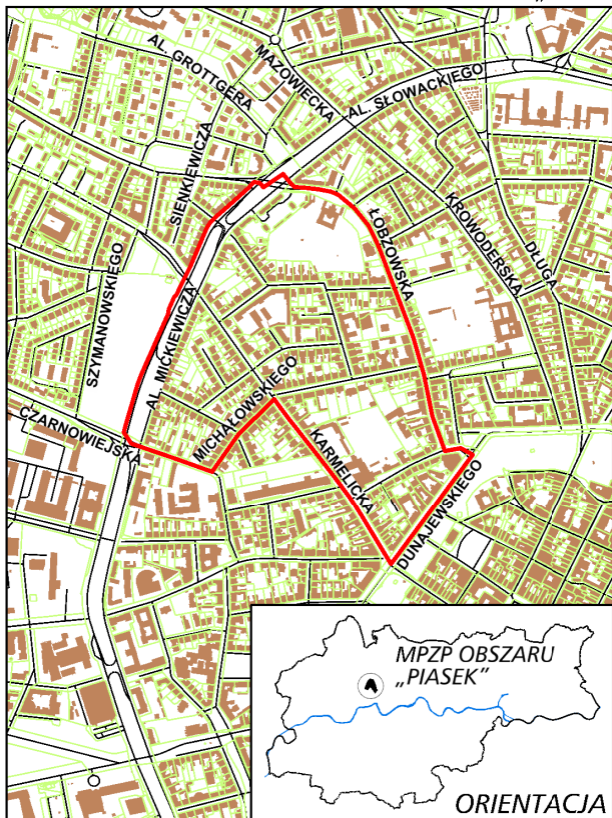 „
AL. GROTTGERA
MAZOWIECKA
AL. SŁOWACKIEGO
SIENKIEWICZA
ŁOBZOWSKA
KROWODERSKA
DŁUGA
SZYMANOWSKIEGO
AL. MICKIEWICZA
MICHAŁOWSKIEGO
CZARNOWIEJSKA
KARMELICKA
DUNAJEWSKIEGO
MPZP OBSZARU
„PIASEK”
ORIENTACJA